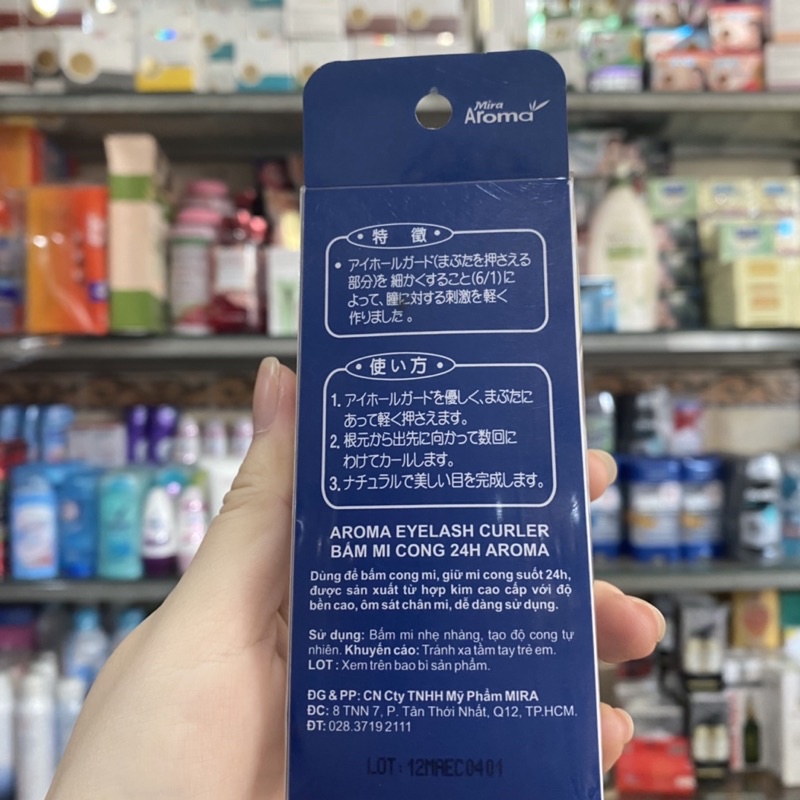 Mira
Aroma
特 徴
• アイホールガード(まぶたを押さえる
部分)を 細かくすること(6/1)に
よって、瞳に対する刺激を軽く
作りました 。
使い方
1. アイホールガードを優しく、まぶたに
あって軽く押さえます。
2. 根元から出先に向かって数回に
わけてカールします。
3. ナチュラルで美しい目を完成します。
AROMA EYELASH CURLER
BẤM MI CONG 24H AROMA
Dùng để bấm cong mi, giữ mi cong suốt 24h,
được sản xuất từ hợp kim cao cấp với độ
bền cao, ôm sát chân mi, dễ dàng sử dụng.
Sử dụng: Bấm mi nhẹ nhàng, tạo độ cong tự
nhiên. Khuyến cáo: Tránh xa tầm tay trẻ em.
LOT : Xem trên bao bì sản phẩm.
ĐG & PP: CN Cty TNHH Mỹ Phẩm MIRA
ĐC: 8 TNN 7, P. Tân Thới Nhất, Q12, TP.HCM.
ĐT: 028.3719 2111
LOT: 12MAEC0401